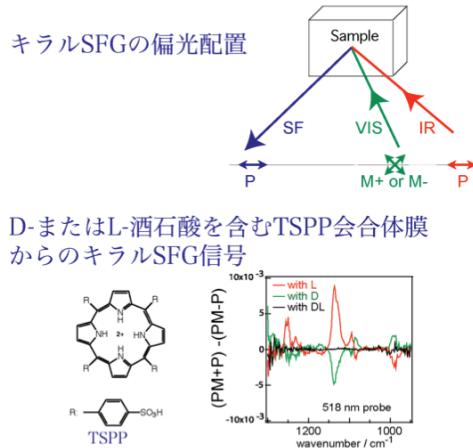 キラルSFGの偏光配置
Sample
SF
VIS
IR
P
M+ or M-
P
D-またはL-酒石酸を含むTSPP会合体膜
からのキラルSFG信号
R
R
N
H
NH
2+
HN
H
N
R
R
R:
SO₃H
TSPP
(PM+P) -(PM-P)
10x10⁻³
5
0
-5
-10x10⁻³
with L
with D
with DL
518 nm probe
1200
1000
wavenumber / cm⁻¹